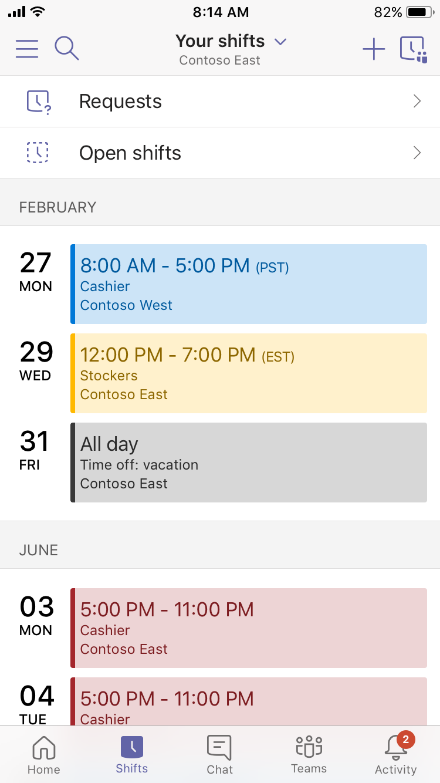 8:14 AM
82%
Your shifts
Contoso East
Requests
Open shifts
FEBRUARY
27
MON
8:00 AM - 5:00 PM (PST)
Cashier
Contoso West
29
WED
12:00 PM - 7:00 PM (EST)
Stockers
Contoso East
31
FRI
All day
Time off: vacation
Contoso East
JUNE
03
MON
5:00 PM - 11:00 PM
Cashier
Contoso East
04
TUE
5:00 PM - 11:00 PM
Cashier
2
Home
Shifts
Chat
Teams
Activity